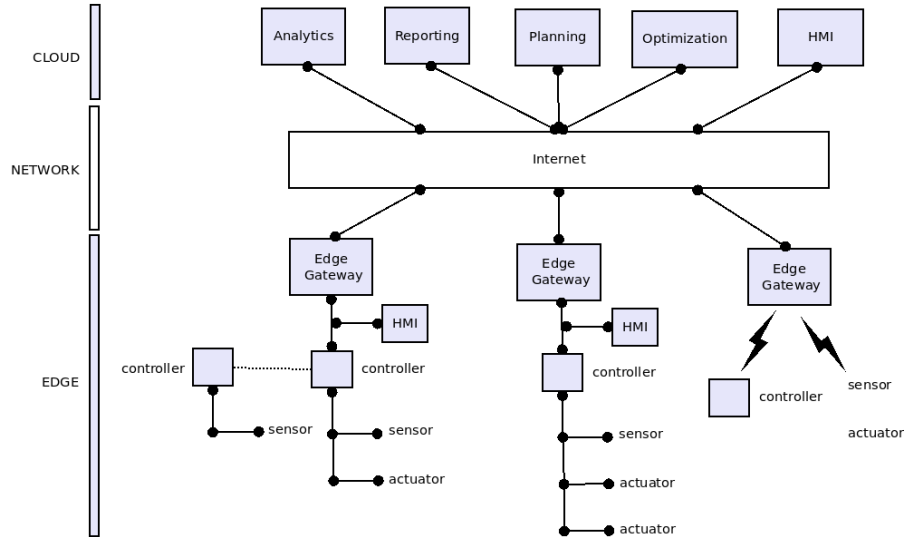 CLOUD
Analytics
Reporting
Planning
Optimization
HMI
NETWORK
Internet
EDGE
Edge
Gateway
HMI
controller
controller
sensor
sensor
actuator
Edge
Gateway
HMI
controller
sensor
actuator
actuator
Edge
Gateway
controller
sensor
actuator